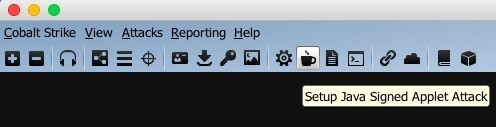 Cobalt Strike View Attacks Reporting Help
Setup Java Signed Applet Attack